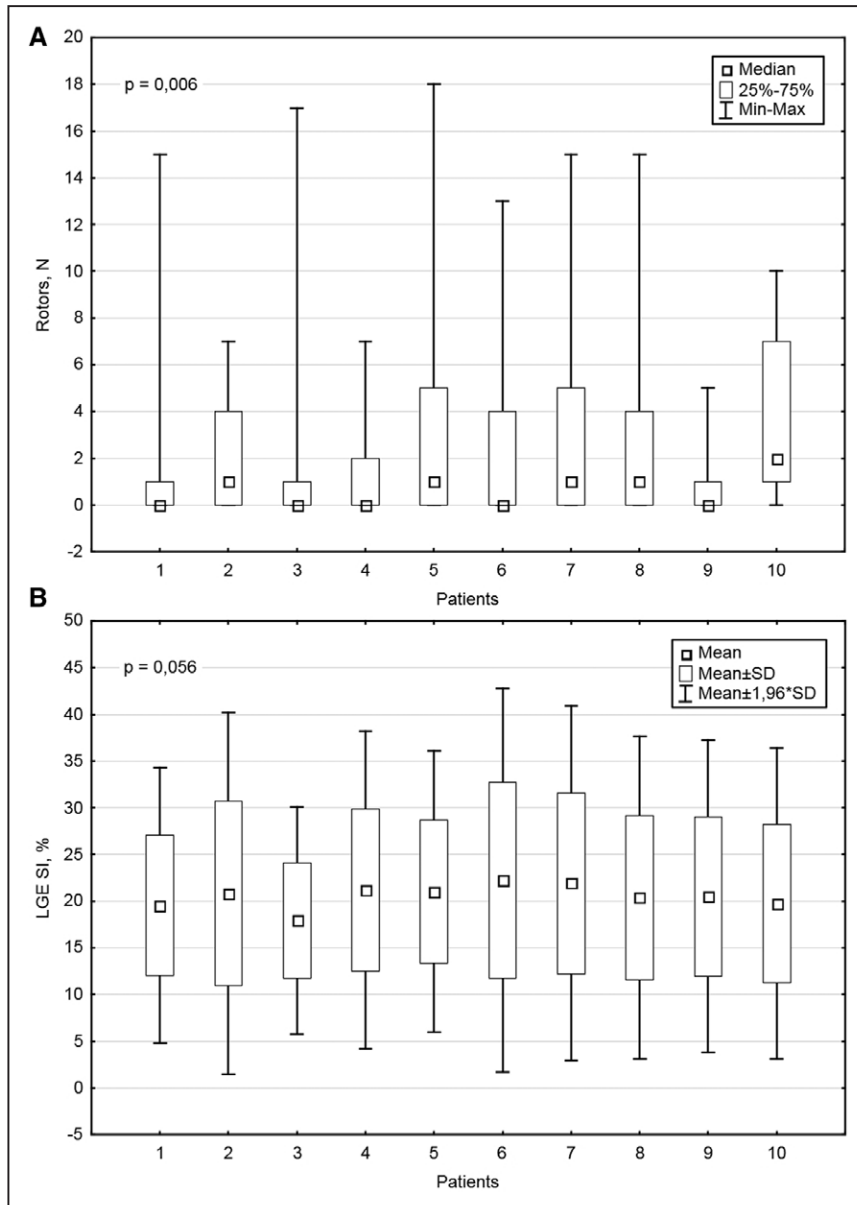 A
20
18
16
14
12
10
8
6
4
2
0
-2
Rotors, N
p = 0,006
Median
25%-75%
Min-Max
1 2 3 4 5 6 7 8 9 10
Patients
B
50
45
40
35
30
25
20
15
10
5
0
-5
LGE SI, %
p = 0,056
Mean
Mean±SD
Mean±1,96*SD
1 2 3 4 5 6 7 8 9 10
Patients